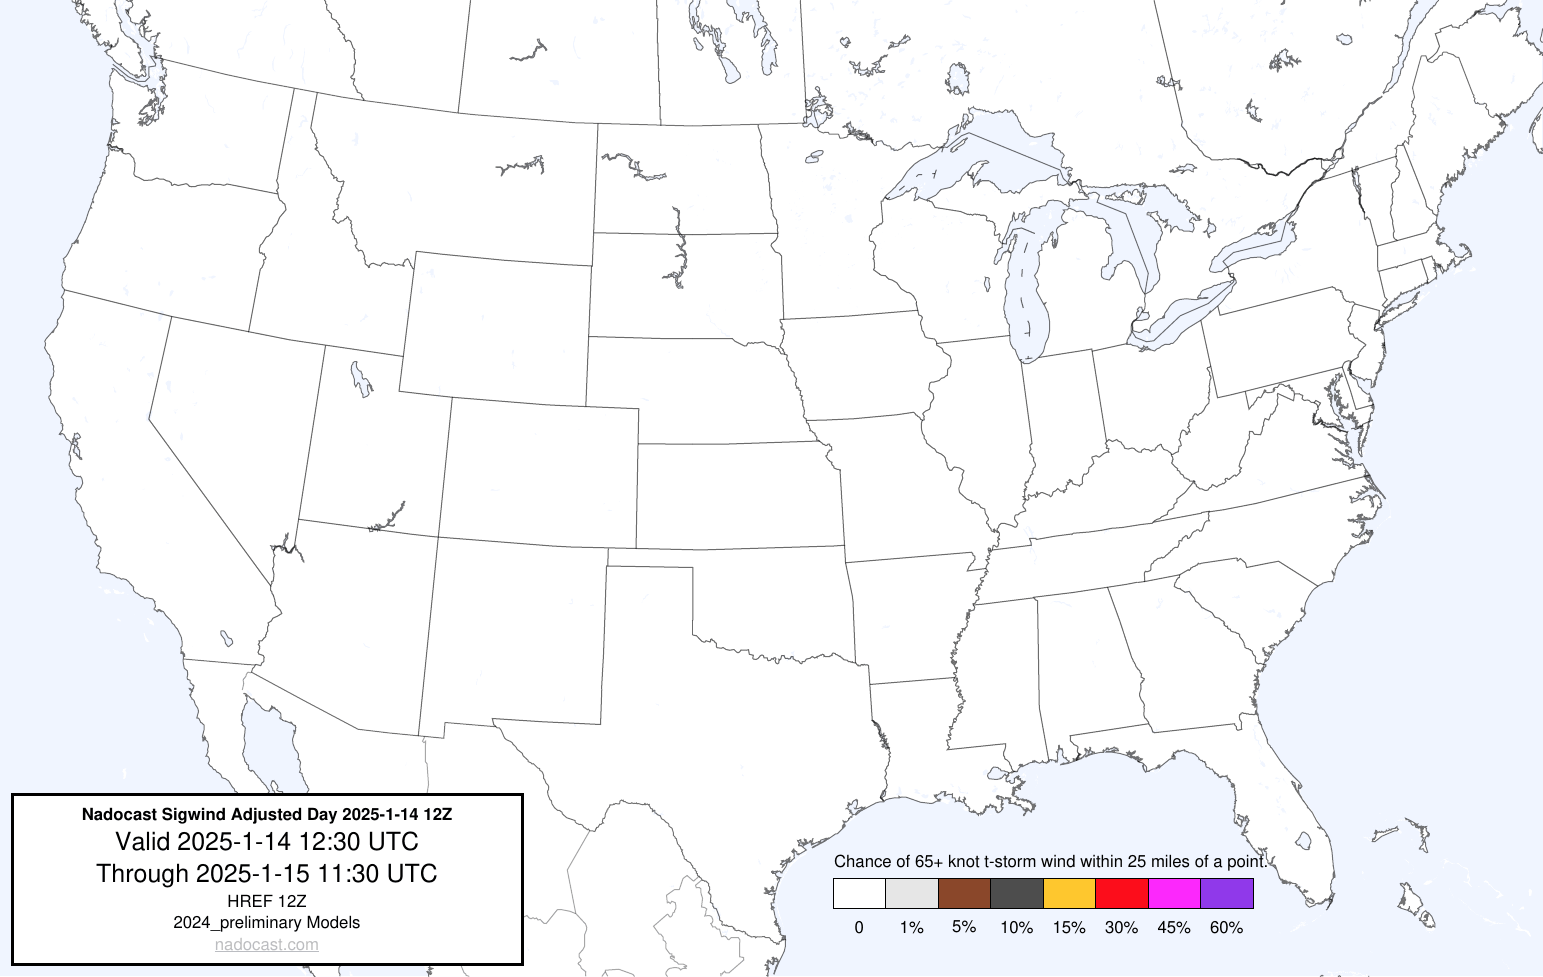 Nadocast Sigwind Adjusted Day 2025-1-14 12Z
Valid 2025-1-14 12:30 UTC
Through 2025-1-15 11:30 UTC
HREF 12Z
2024_preliminary Models
nadocast.com
Chance of 65+ knot t-storm wind within 25 miles of a point.
0 1% 5% 10% 15% 30% 45% 60%